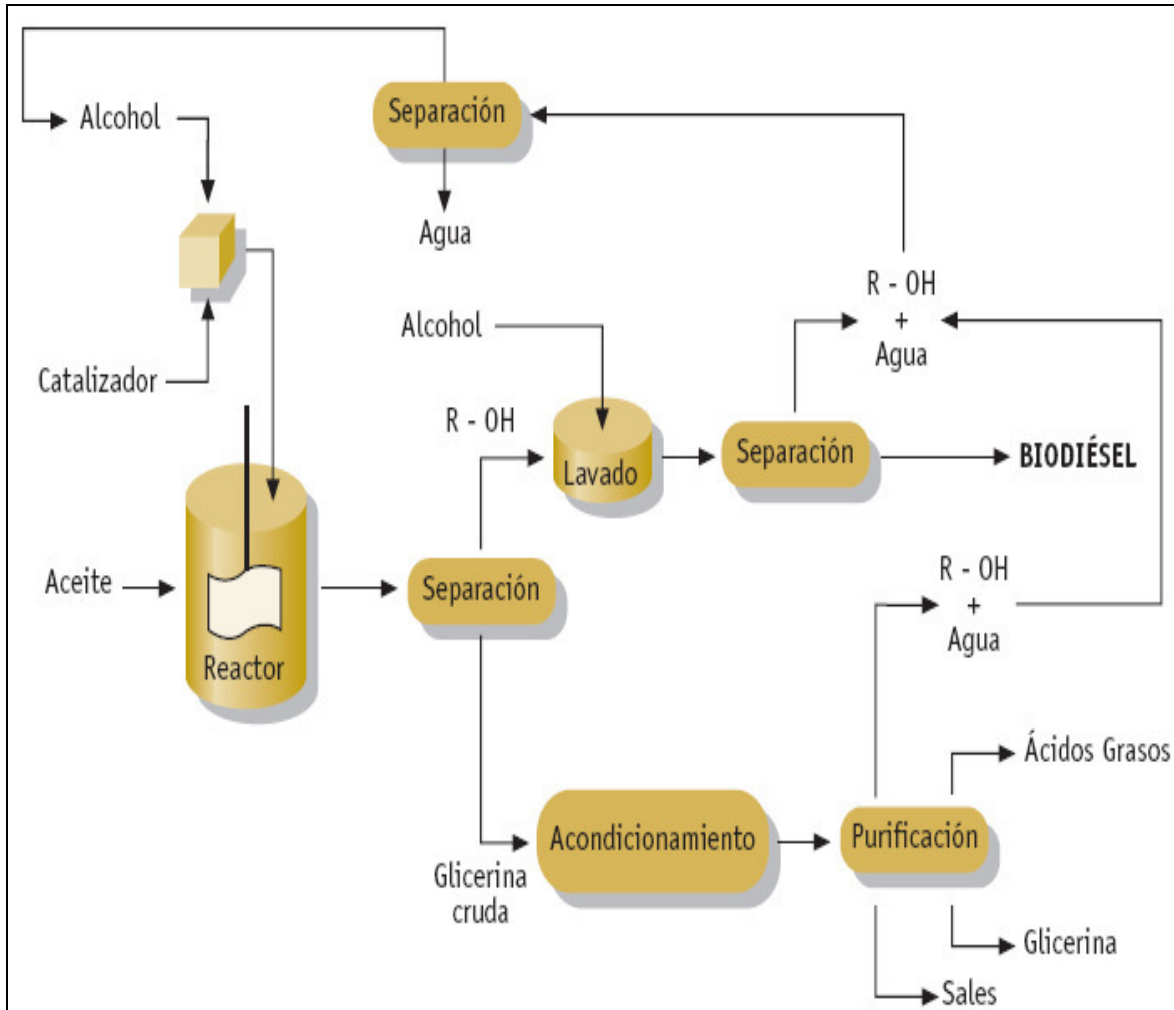 Separación
Alcohol
Agua
R - OH
+
Agua
Alcohol
Catalizador
R - OH
Lavado
Separación
BIODIÉSEL
Aceite
Reactor
Separación
R - OH
+
Agua
Ácidos Grasos
Acondicionamiento
Purificación
Glicerina
cruda
Glicerina
Sales